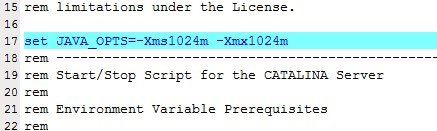 15 rem limitations under the License.
16
17 set JAVA_OPTS=-Xms1024m -Xmx1024m
18 rem ---------------------------------------------------
19 rem Start/Stop Script for the CATALINA Server
20 rem
21 rem Environment Variable Prerequisites
22 rem